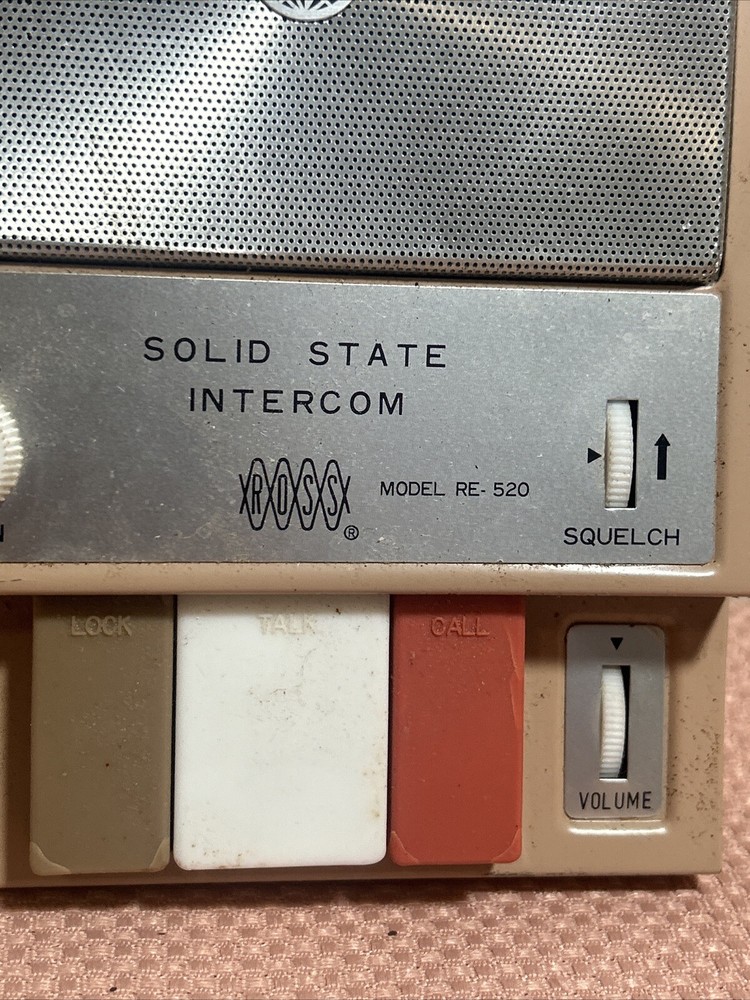 SOLID STATE
INTERCOM
ROSS ®
MODEL RE-520
SQUELCH
LOCK
TALK
CALL
VOLUME